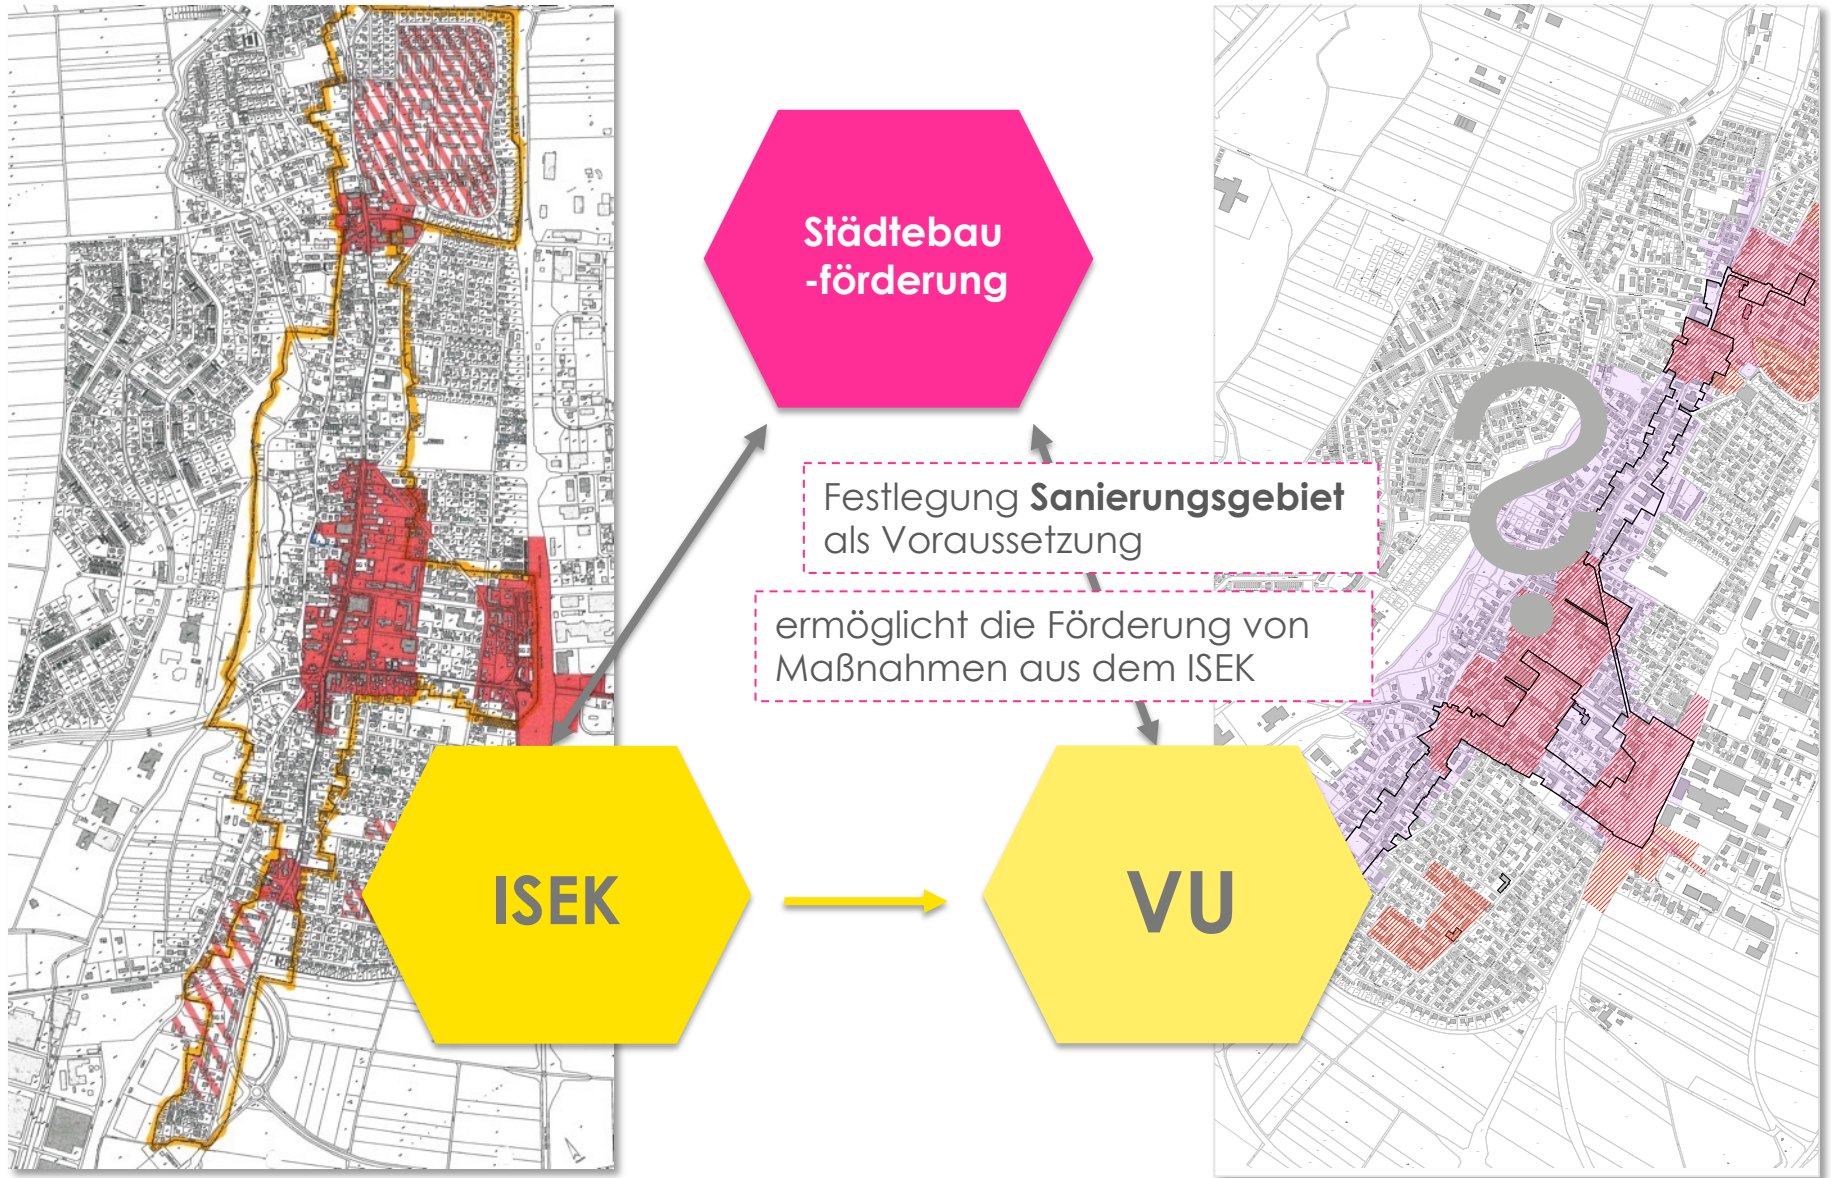 Städtebau
-förderung
Festlegung Sanierungsgebiet
als Voraussetzung
ermöglicht die Förderung von
Maßnahmen aus dem ISEK
ISEK
VU
?